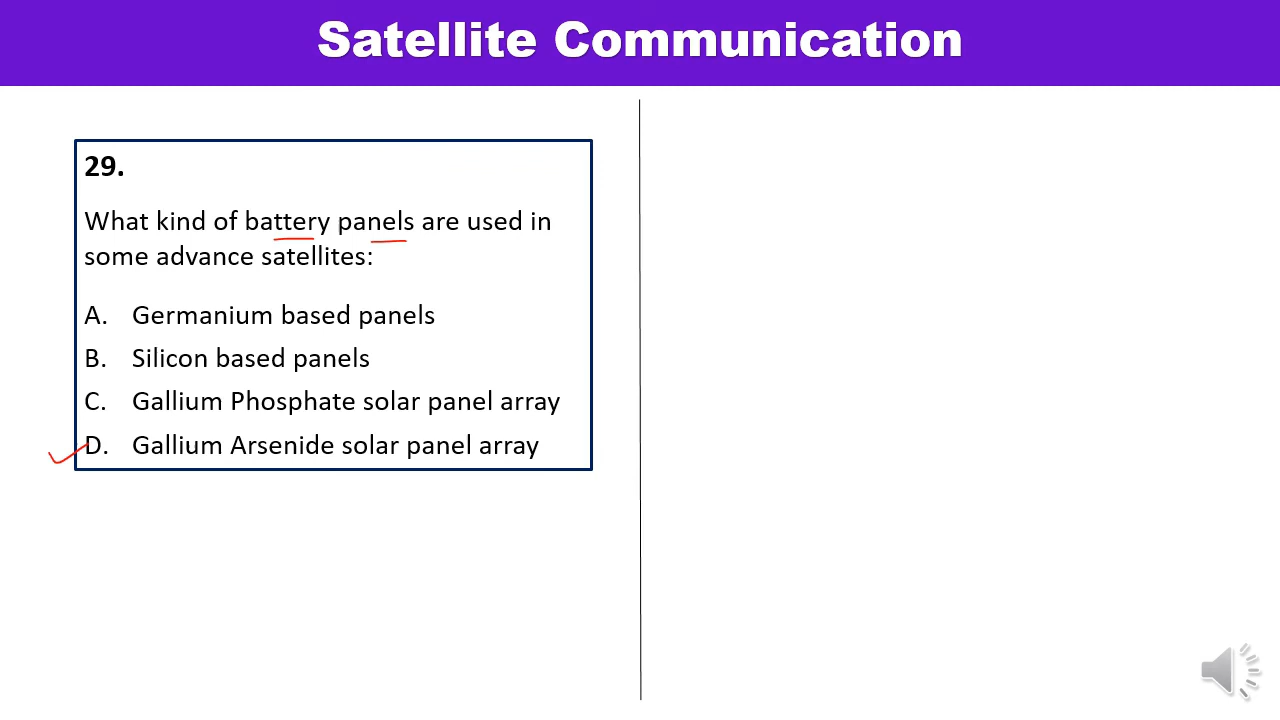 Satellite Communication
29.
What kind of battery panels are used in
some advance satellites:
A. Germanium based panels
B. Silicon based panels
C. Gallium Phosphate solar panel array
D. Gallium Arsenide solar panel array